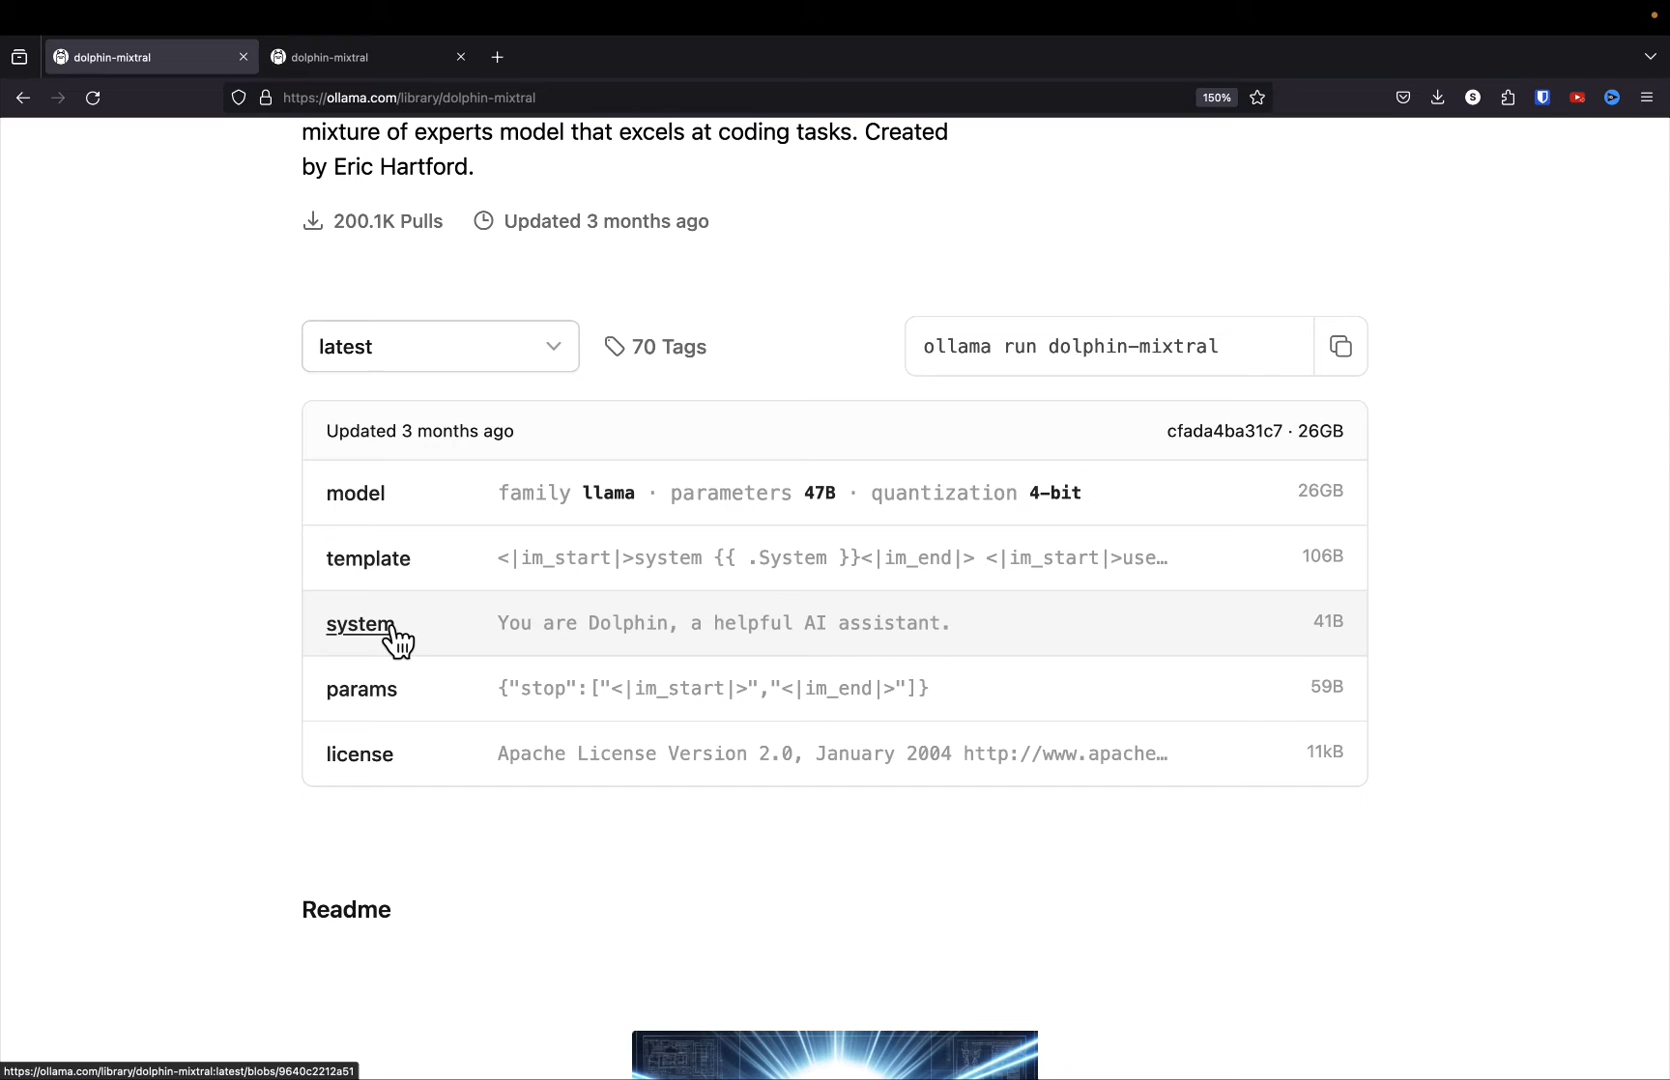 dolphin-mixtral
dolphin-mixtral
https://ollama.com/library/dolphin-mixtral
150%
S
mixture of experts model that excels at coding tasks. Created
by Eric Hartford.
200.1K Pulls
Updated 3 months ago
latest
70 Tags
ollama run dolphin-mixtral
Updated 3 months ago
cfada4ba31c7 · 26GB
model
family llama · parameters 47B · quantization 4-bit
26GB
template
<|im_start|>system {{ .System }}<|im_end|> <|im_start|>use…
106B
system
You are Dolphin, a helpful AI assistant.
41B
params
{"stop":["<|im_start|>","<|im_end|>"]}
59B
license
Apache License Version 2.0, January 2004 http://www.apache…
11kB
Readme
https://ollama.com/library/dolphin-mixtral:latest/blobs/9640c2212a51